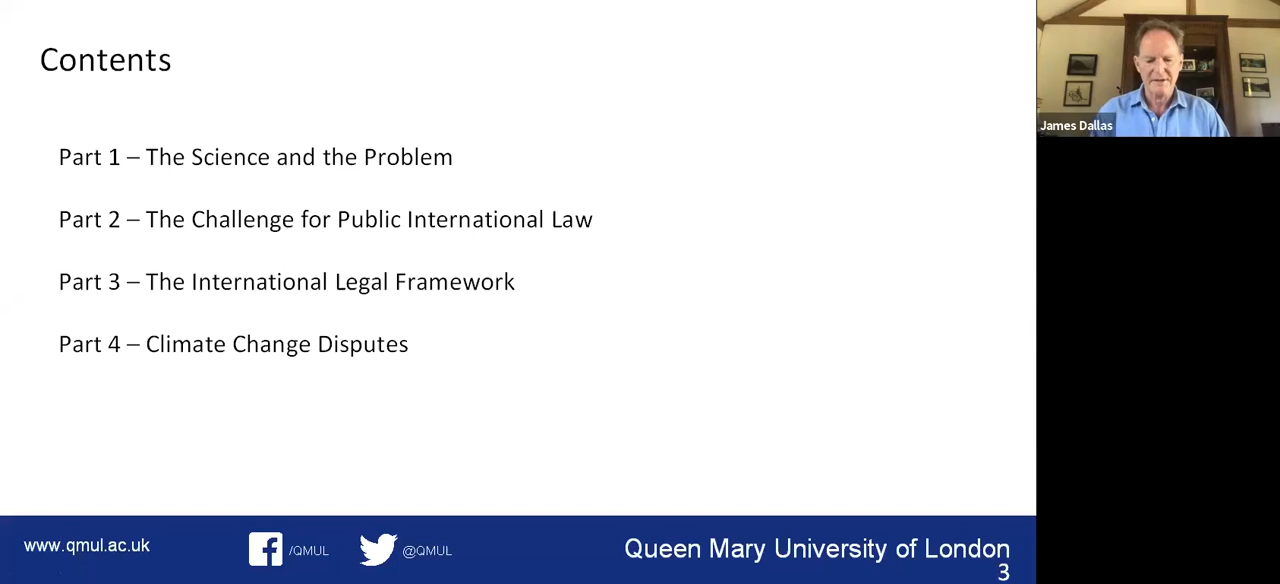 Contents
Part 1 – The Science and the Problem
Part 2 – The Challenge for Public International Law
Part 3 – The International Legal Framework
Part 4 – Climate Change Disputes
James Dallas
www.qmul.ac.uk
/QMUL
@QMUL
Queen Mary University of London
3